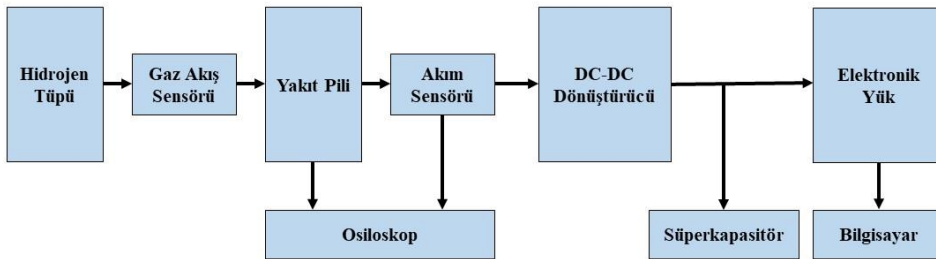 Hidrojen
Tüpü
Gaz Akış
Sensörü
Yakıt Pili
Akım
Sensörü
DC-DC
Dönüştürücü
Elektronik
Yük
Osiloskop
Süperkapasitör
Bilgisayar